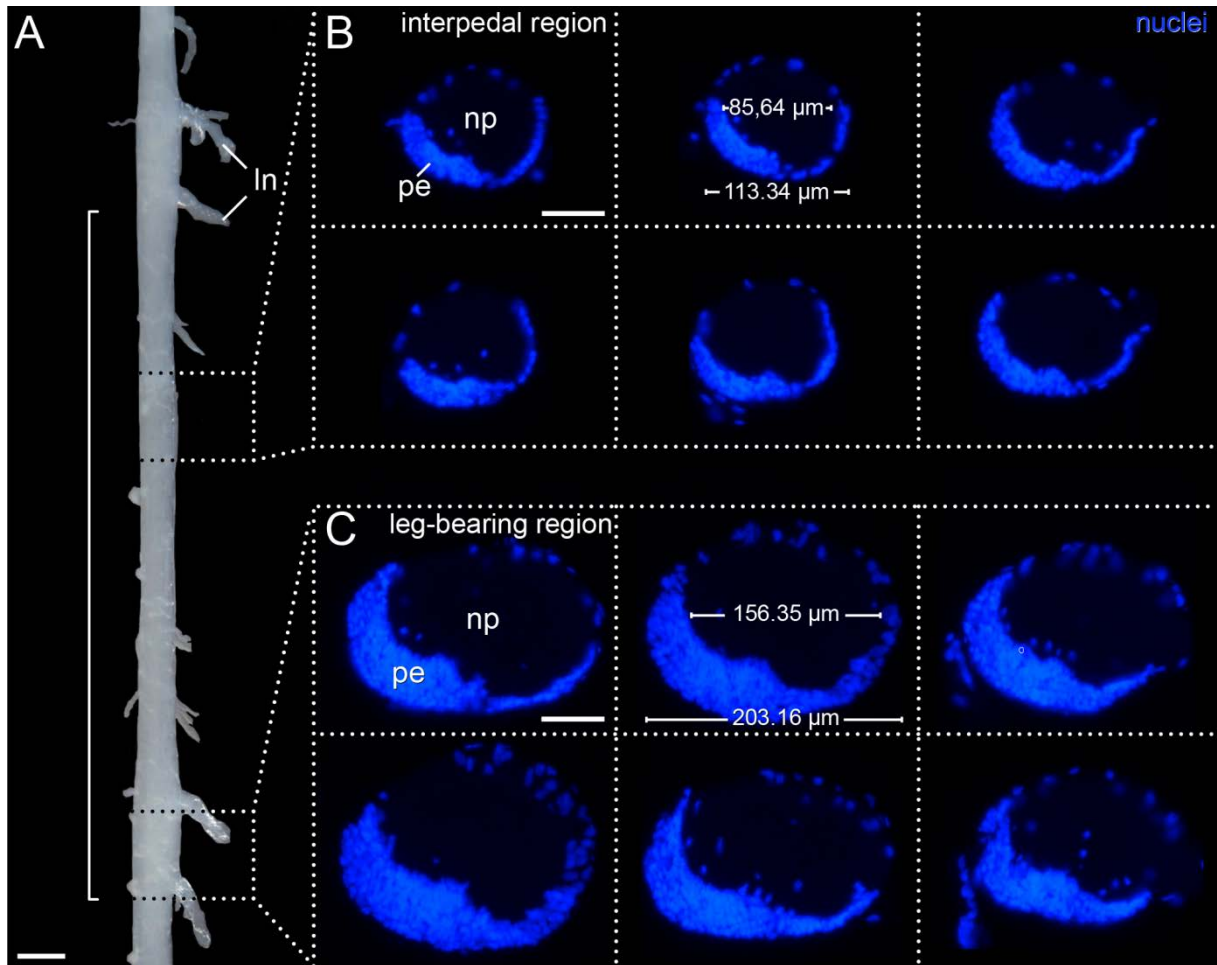 A
ln
B
interpedal region
nuclei
np
pe
85,64 µm
113.34 µm
C
leg-bearing region
np
pe
156.35 µm
203.16 µm